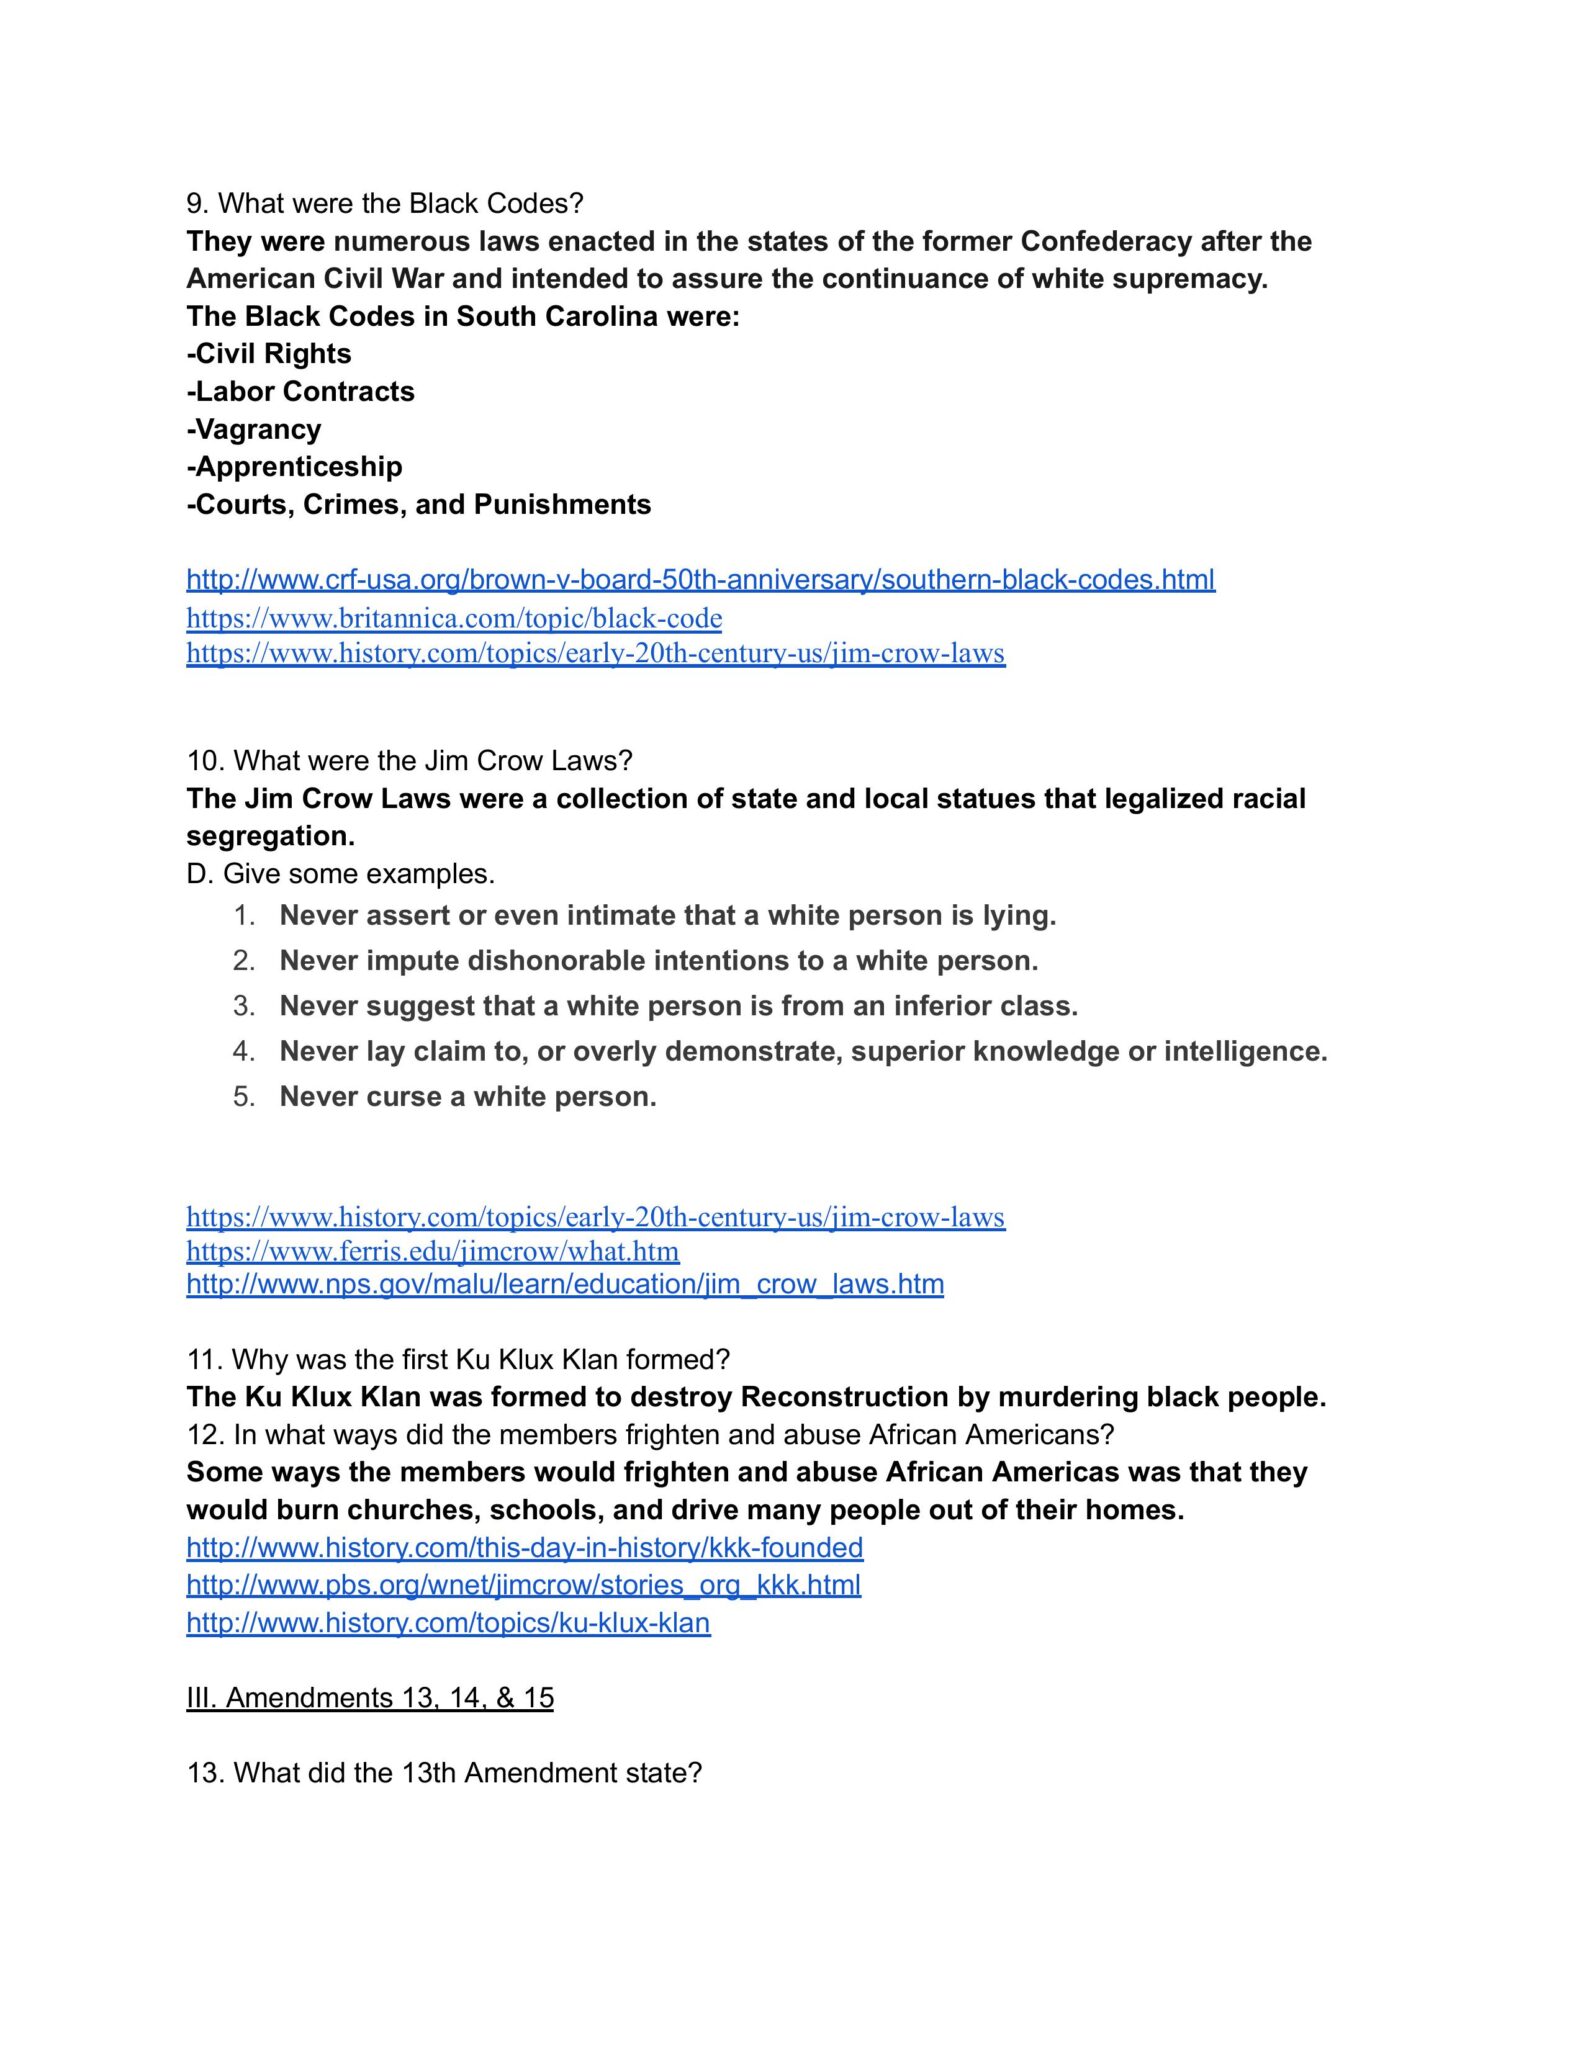 9. What were the Black Codes?
They were numerous laws enacted in the states of the former Confederacy after the
American Civil War and intended to assure the continuance of white supremacy.
The Black Codes in South Carolina were:
-Civil Rights
-Labor Contracts
-Vagrancy
-Apprenticeship
-Courts, Crimes, and Punishments
http://www.crf-usa.org/brown-v-board-50th-anniversary/southern-black-codes.html
https://www.britannica.com/topic/black-code
https://www.history.com/topics/early-20th-century-us/jim-crow-laws
10. What were the Jim Crow Laws?
The Jim Crow Laws were a collection of state and local statues that legalized racial
segregation.
D. Give some examples.
1. Never assert or even intimate that a white person is lying.
2. Never impute dishonorable intentions to a white person.
3. Never suggest that a white person is from an inferior class.
4. Never lay claim to, or overly demonstrate, superior knowledge or intelligence.
5. Never curse a white person.
https://www.history.com/topics/early-20th-century-us/jim-crow-laws
https://www.ferris.edu/jimcrow/what.htm
http://www.nps.gov/malu/learn/education/jim_crow_laws.htm
11. Why was the first Ku Klux Klan formed?
The Ku Klux Klan was formed to destroy Reconstruction by murdering black people.
12. In what ways did the members frighten and abuse African Americans?
Some ways the members would frighten and abuse African Americas was that they
would burn churches, schools, and drive many people out of their homes.
http://www.history.com/this-day-in-history/kkk-founded
http://www.pbs.org/wnet/jimcrow/stories_org_kkk.html
http://www.history.com/topics/ku-klux-klan
III. Amendments 13, 14, & 15
13. What did the 13th Amendment state?